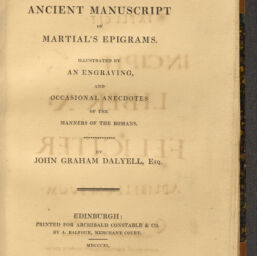 ANCIENT MANUSCRIPT
OF
MARTIAL'S EPIGRAMS.
ILLUSTRATED BY
AN ENGRAVING,
AND
OCCASIONAL ANECDOTES
OF THE
MANNERS OF THE ROMANS.
BY
JOHN GRAHAM DALYELL, ESQ.
EDINBURGH:
PRINTED FOR ARCHIBALD CONSTABLE & CO.
BY A. BALFOUR, MERCHANT COURT.
MDCCCXI.